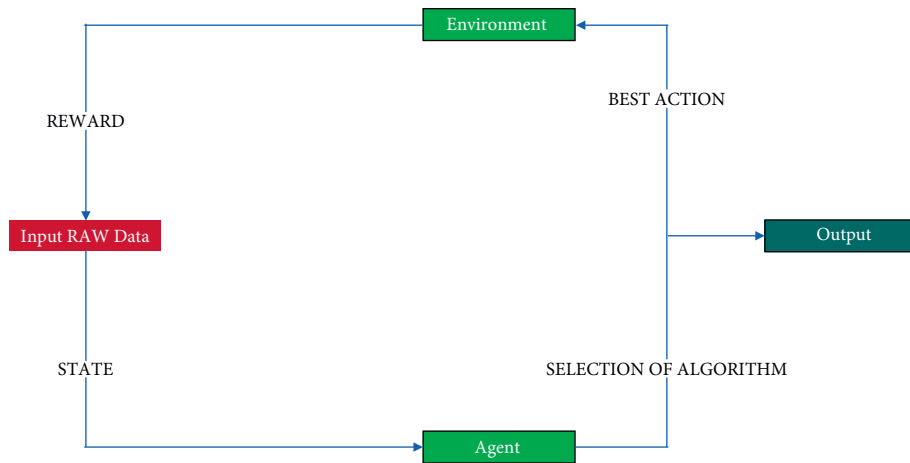 Environment
BEST ACTION
REWARD
Input RAW Data
Output
STATE
SELECTION OF ALGORITHM
Agent